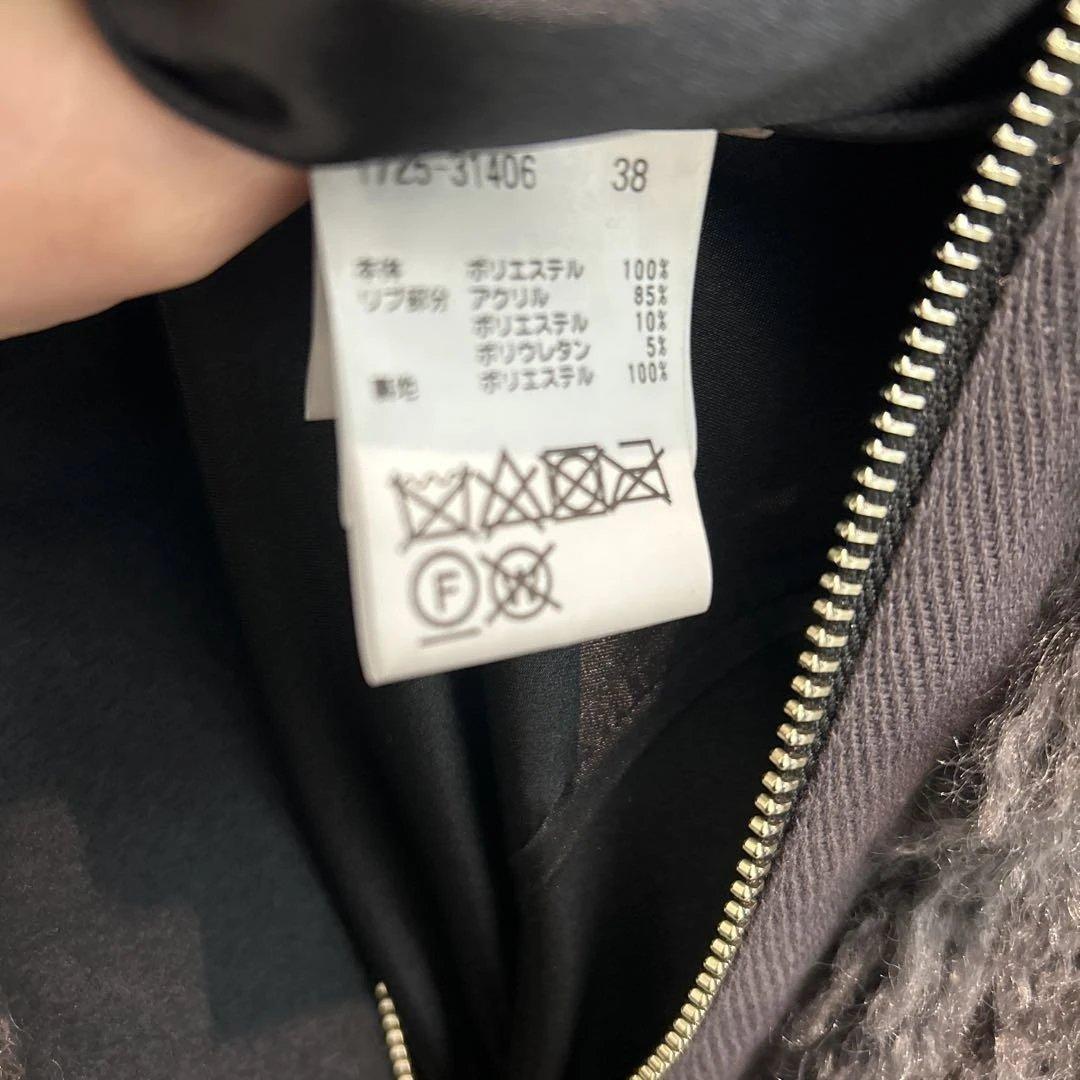 1725-31406 38
本体 ポリエステル 100%
リブ部分 アクリル 85%
ポリエステル 10%
ポリウレタン 5%
裏地 ポリエステル 100%
F W